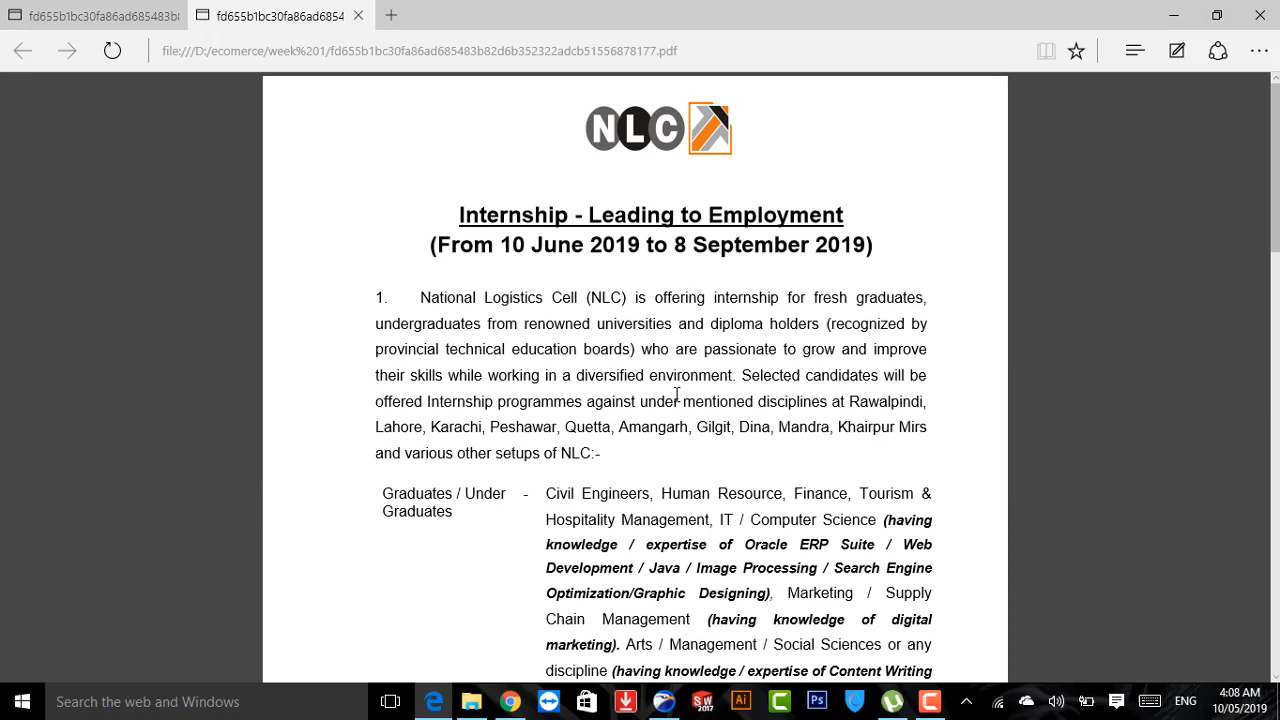 fd655b1bc30fa86ad685483b8
fd655b1bc30fa86ad6854
file:///D:/ecomerce/week%201/fd655b1bc30fa86ad685483b82d6b352322adcb51556878177.pdf
NLC
Internship - Leading to Employment
(From 10 June 2019 to 8 September 2019)
1. National Logistics Cell (NLC) is offering internship for fresh graduates,
undergraduates from renowned universities and diploma holders (recognized by
provincial technical education boards) who are passionate to grow and improve
their skills while working in a diversified environment. Selected candidates will be
offered Internship programmes against under mentioned disciplines at Rawalpindi,
Lahore, Karachi, Peshawar, Quetta, Amangarh, Gilgit, Dina, Mandra, Khairpur Mirs
and various other setups of NLC:-
Graduates / Under - Civil Engineers, Human Resource, Finance, Tourism &
Graduates
Hospitality Management, IT / Computer Science (having
knowledge / expertise of Oracle ERP Suite / Web
Development / Java / Image Processing / Search Engine
Optimization/Graphic Designing), Marketing / Supply
Chain Management (having knowledge of digital
marketing). Arts / Management / Social Sciences or any
discipline (having knowledge / expertise of Content Writing
Search the web and Windows
SW
2017
Ai
Ps
ENG
4:08 AM
10/05/2019